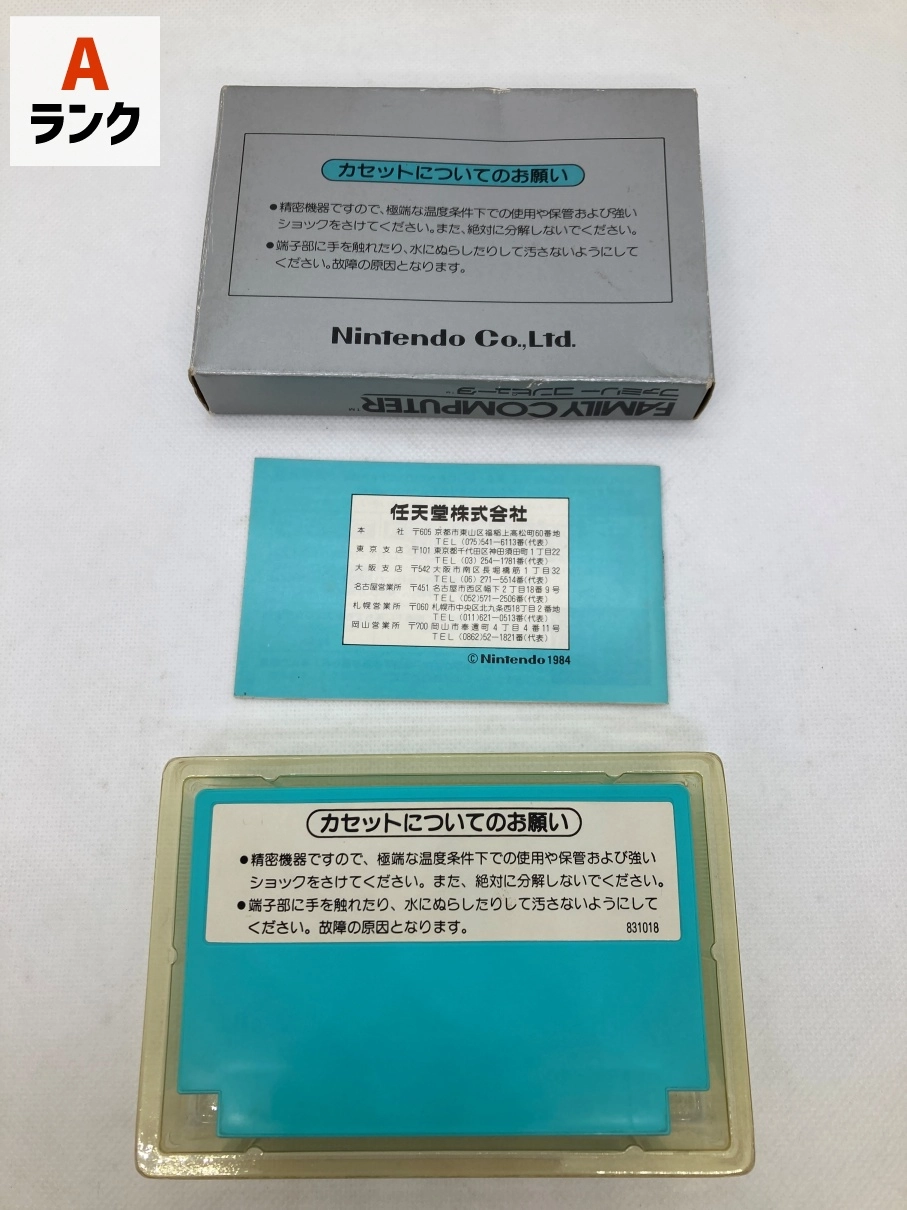 A
ランク
カセットについてのお願い
●精密機器ですので、極端な温度条件下での使用や保管および強い
ショックをさけてください。また、絶対に分解しないでください。
●端子部に手を触れたり、水にぬらしたりして汚さないようにして
ください。故障の原因となります。
Nintendo Co.,Ltd.
FAMILY COMPUTER™
ファミリーコンピュータ™
任天堂株式会社
本社 〒605 京都市東山区福稲上高松町60番地
TEL (075)541-6113番(代表)
東京支店 〒101 東京都千代田区神田須田町1丁目22
TEL (03) 254-1781番(代表)
大阪支店 〒542 大阪市南区長堀橋筋1丁目32
TEL (06) 271-5514番(代表)
名古屋営業所 〒451 名古屋市西区幅下2丁目18番9号
TEL (052)571-2506番(代表)
札幌営業所 〒060 札幌市中央区北九条西18丁目2番地
TEL (011)621-0513番(代表)
岡山営業所 〒700 岡山市奉還町4丁目4番11号
TEL (0862)52-1821番(代表)
©Nintendo 1984
カセットについてのお願い
●精密機器ですので、極端な温度条件下での使用や保管および強い
ショックをさけてください。また、絶対に分解しないでください。
●端子部に手を触れたり、水にぬらしたりして汚さないようにして
ください。故障の原因となります。
831018